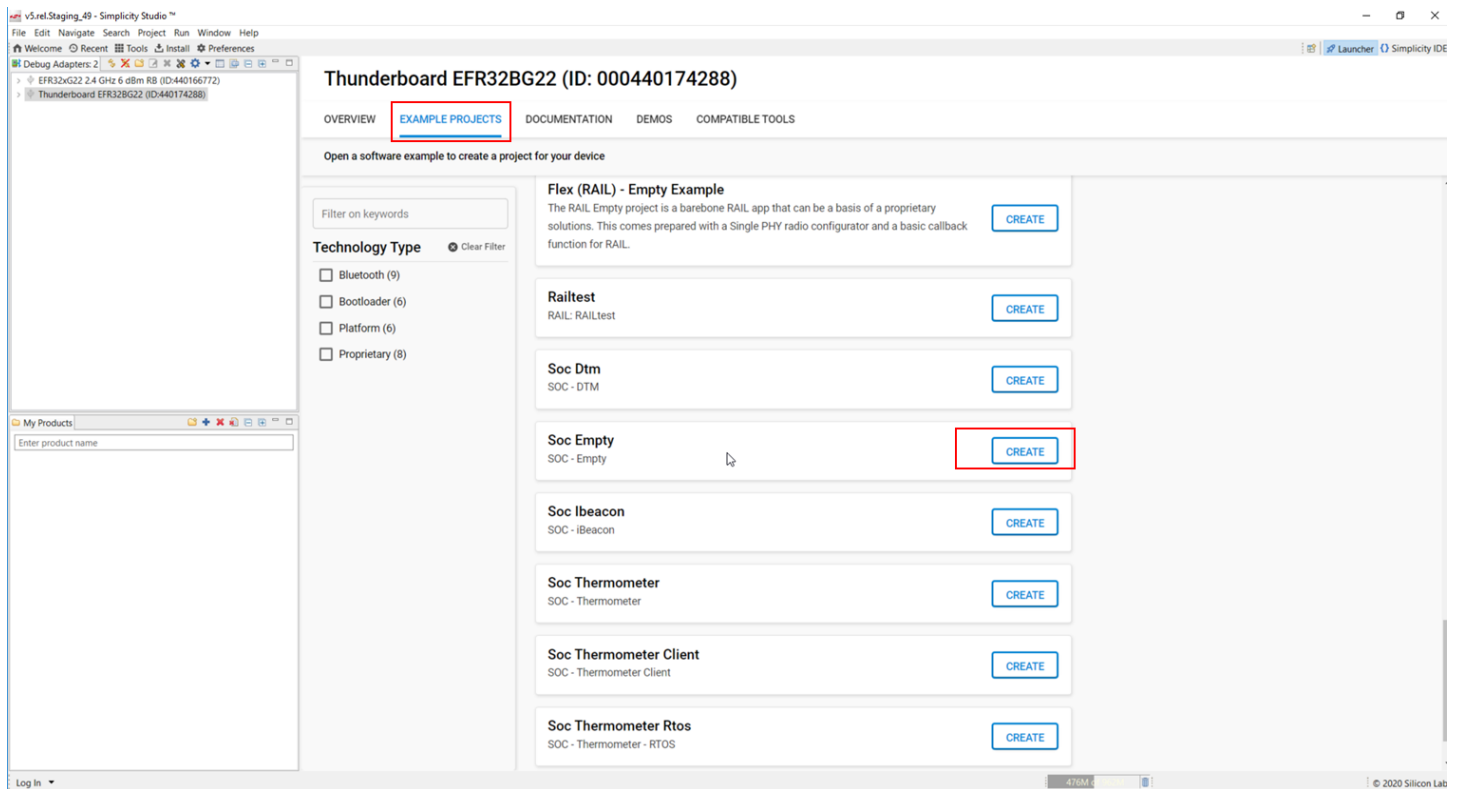 v5.rel.Staging_49 - Simplicity Studio ™
File Edit Navigate Search Project Run Window Help
Welcome Recent Tools Install Preferences
Launcher Simplicity IDE
Debug Adapters: 2
EFR32xG22 2.4 GHz 6 dBm RB (ID:440166772)
Thunderboard EFR32BG22 (ID:440174288)
Thunderboard EFR32BG22 (ID: 000440174288)
OVERVIEW EXAMPLE PROJECTS DOCUMENTATION DEMOS COMPATIBLE TOOLS
Open a software example to create a project for your device
Filter on keywords
Technology Type Clear Filter
Bluetooth (9)
Bootloader (6)
Platform (6)
Proprietary (8)
Flex (RAIL) - Empty Example
The RAIL Empty project is a barebone RAIL app that can be a basis of a proprietary
solutions. This comes prepared with a Single PHY radio configurator and a basic callback
function for RAIL.
CREATE
Railtest
RAIL: RAILtest
CREATE
Soc Dtm
SOC - DTM
CREATE
Soc Empty
SOC - Empty
CREATE
Soc Ibeacon
SOC - iBeacon
CREATE
Soc Thermometer
SOC - Thermometer
CREATE
Soc Thermometer Client
SOC - Thermometer Client
CREATE
Soc Thermometer Rtos
SOC - Thermometer - RTOS
CREATE
My Products
Enter product name
Log In
476M
© 2020 Silicon Lab